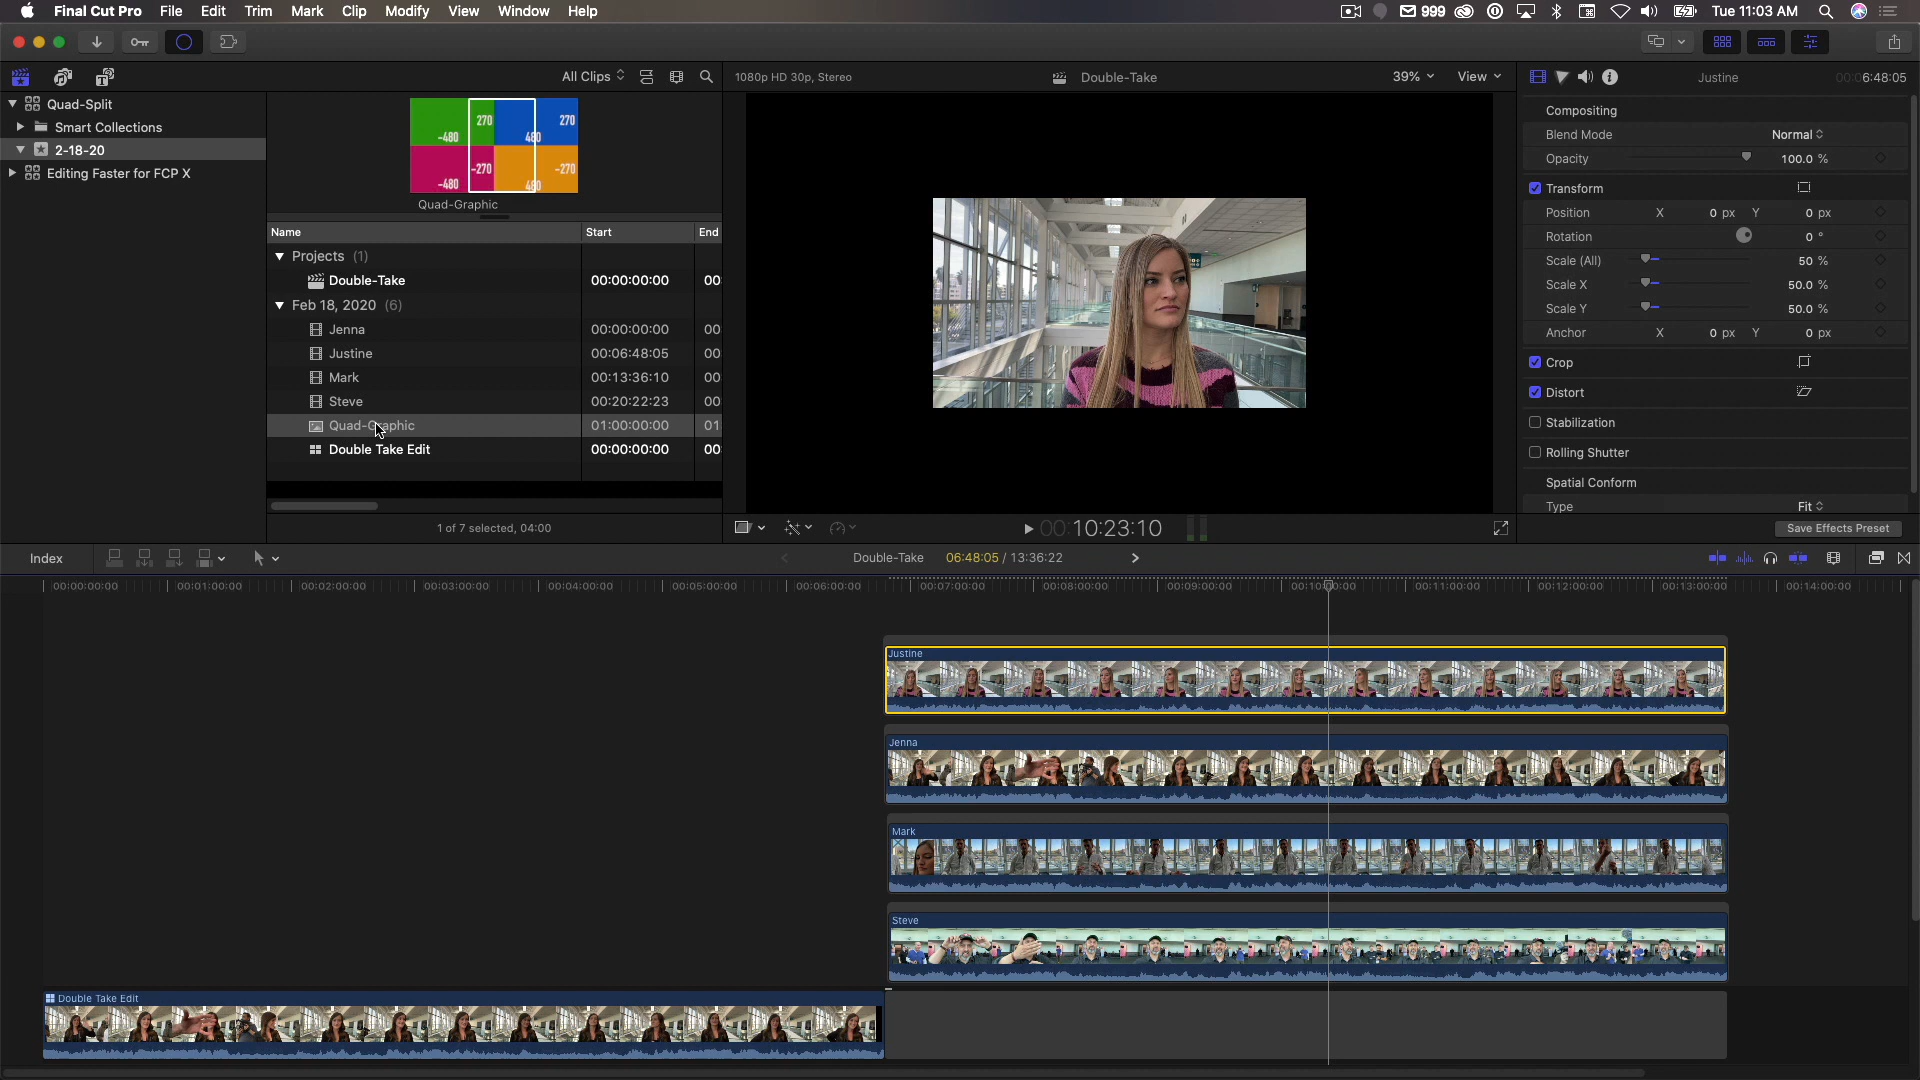 Final Cut Pro File Edit Trim Mark Clip Modify View Window Help 999 Tue 11:03 AM
All Clips 1080p HD 30p, Stereo Double-Take 39% View Justine 00:06:48:05
Quad-Split
Smart Collections
2-18-20
Editing Faster for FCP X
270 270
-480 480
-270 -270
-480 480
Quad-Graphic
Name Start End
Projects (1)
Double-Take 00:00:00:00 00:
Feb 18, 2020 (6)
Jenna 00:00:00:00 00
Justine 00:06:48:05 00
Mark 00:13:36:10 00
Steve 00:20:22:23 00
Quad-Graphic 01:00:00:00 01
Double Take Edit 00:00:00:00 00:
1 of 7 selected, 04:00
00:10:23:10
Compositing
Blend Mode Normal
Opacity 100.0 %
Transform
Position X 0 px Y 0 px
Rotation 0 °
Scale (All) 50 %
Scale X 50.0 %
Scale Y 50.0 %
Anchor X 0 px Y 0 px
Crop
Distort
Stabilization
Rolling Shutter
Spatial Conform
Type Fit
Save Effects Preset
Index Double-Take 06:48:05 / 13:36:22
00:00:00:00 00:01:00:00 00:02:00:00 00:03:00:00 00:04:00:00 00:05:00:00 00:06:00:00 00:07:00:00 00:08:00:00 00:09:00:00 00:10:00:00 00:11:00:00 00:12:00:00 00:13:00:00 00:14:00:00
Justine
Jenna
Mark
Steve
Double Take Edit